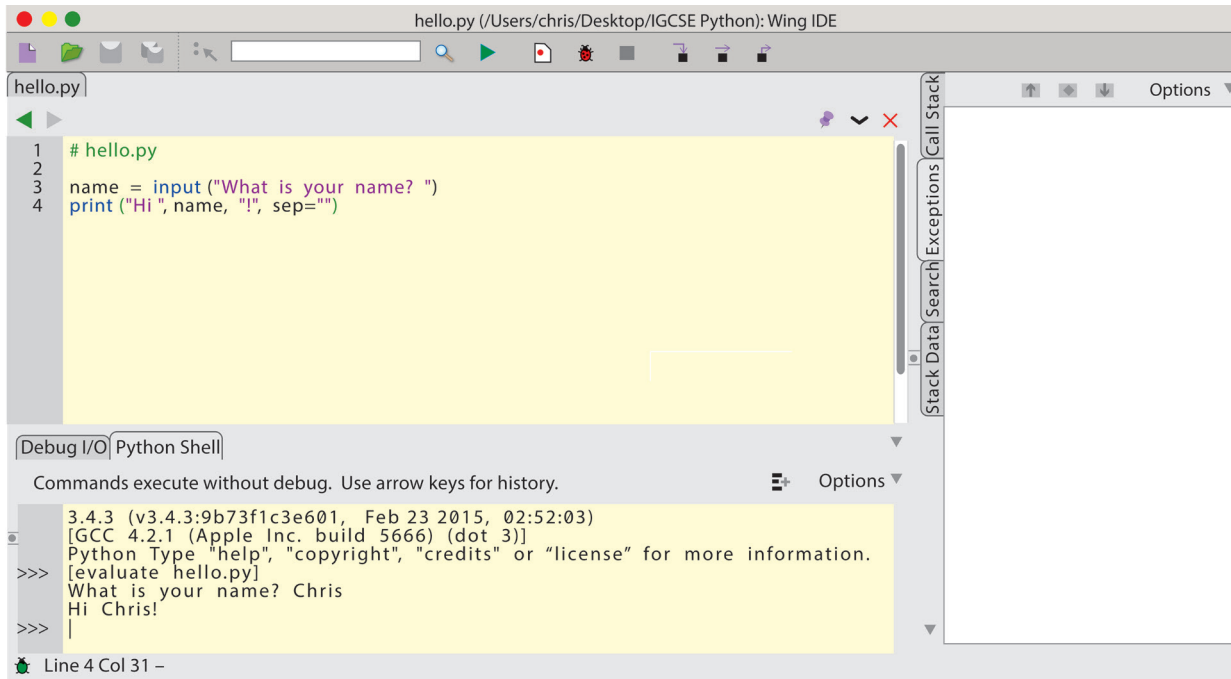 hello.py (/Users/chris/Desktop/IGCSE Python): Wing IDE
hello.py
1 # hello.py
2
3 name = input ("What is your name? ")
4 print ("Hi ", name, "!", sep="")
Call Stack
Exceptions
Search
Stack Data
Options
Debug I/O Python Shell
Commands execute without debug. Use arrow keys for history.
Options
3.4.3 (v3.4.3:9b73f1c3e601, Feb 23 2015, 02:52:03)
[GCC 4.2.1 (Apple Inc. build 5666) (dot 3)]
Python Type "help", "copyright", "credits" or “license” for more information.
>>> [evaluate hello.py]
What is your name? Chris
Hi Chris!
>>>
Line 4 Col 31 –